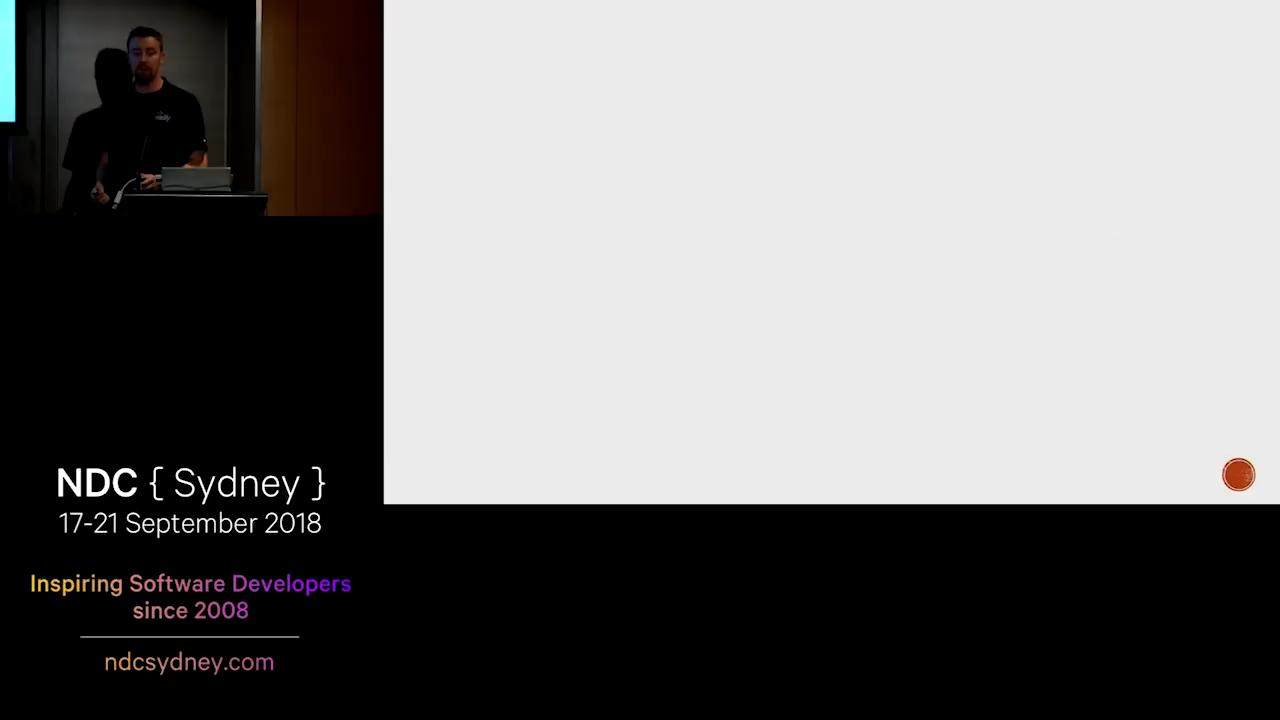 NDC { Sydney }
17-21 September 2018
Inspiring Software Developers
since 2008
ndcsydney.com